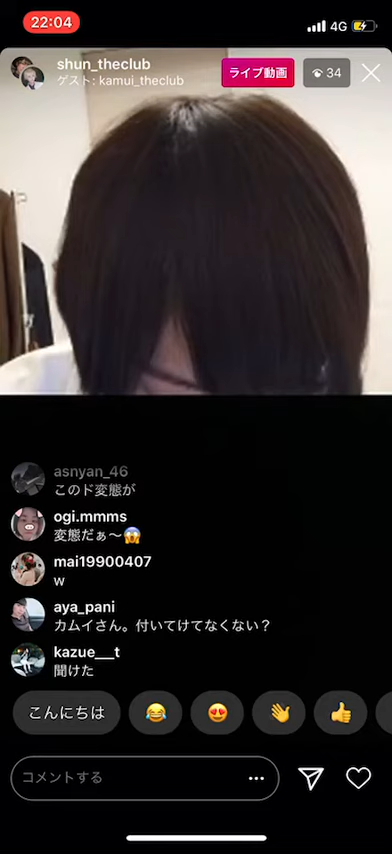 22:04
4G
shun_theclub
ゲスト: kamui_theclub
ライブ動画
34
asnyan_46
このド変態が
ogi.mmms
変態だぁ〜😱
mai19900407
w
aya_pani
カムイさん。付いてけてなくない？
kazue___t
聞けた
こんにちは
コメントする